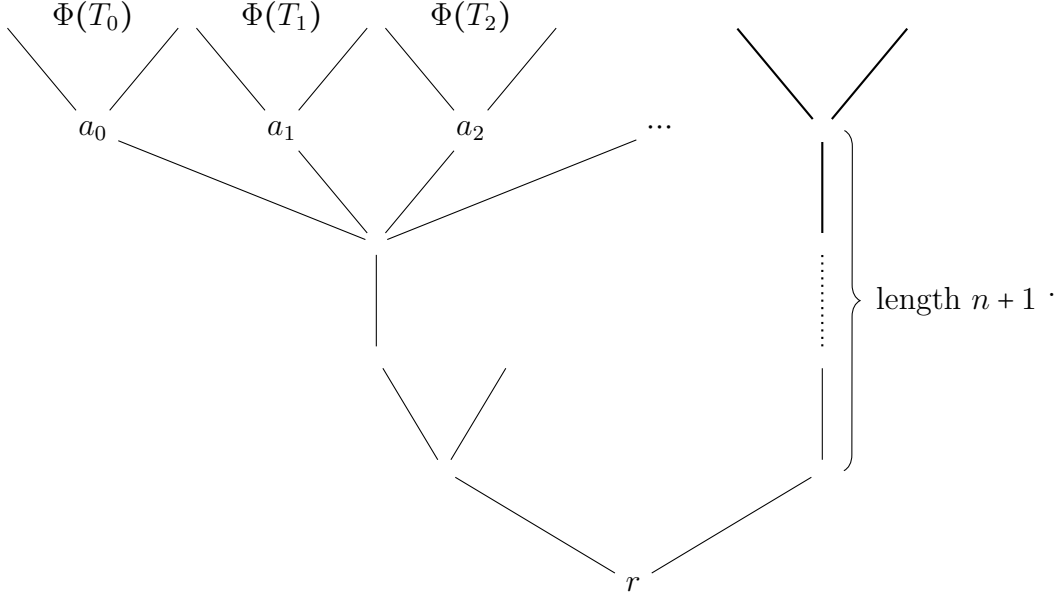 Φ(T₀) Φ(T₁) Φ(T₂)
a₀ a₁ a₂ ...
length n + 1 .
r